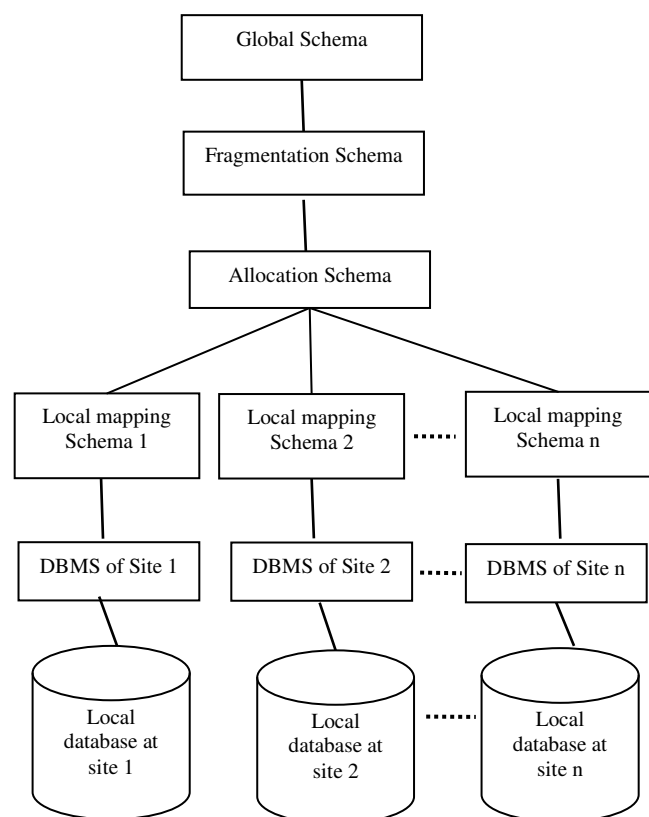 Global Schema
Fragmentation Schema
Allocation Schema
Local mapping
Schema 1
Local mapping
Schema 2
Local mapping
Schema n
DBMS of Site 1
DBMS of Site 2
DBMS of Site n
Local
database at
site 1
Local
database at
site 2
Local
database at
site n